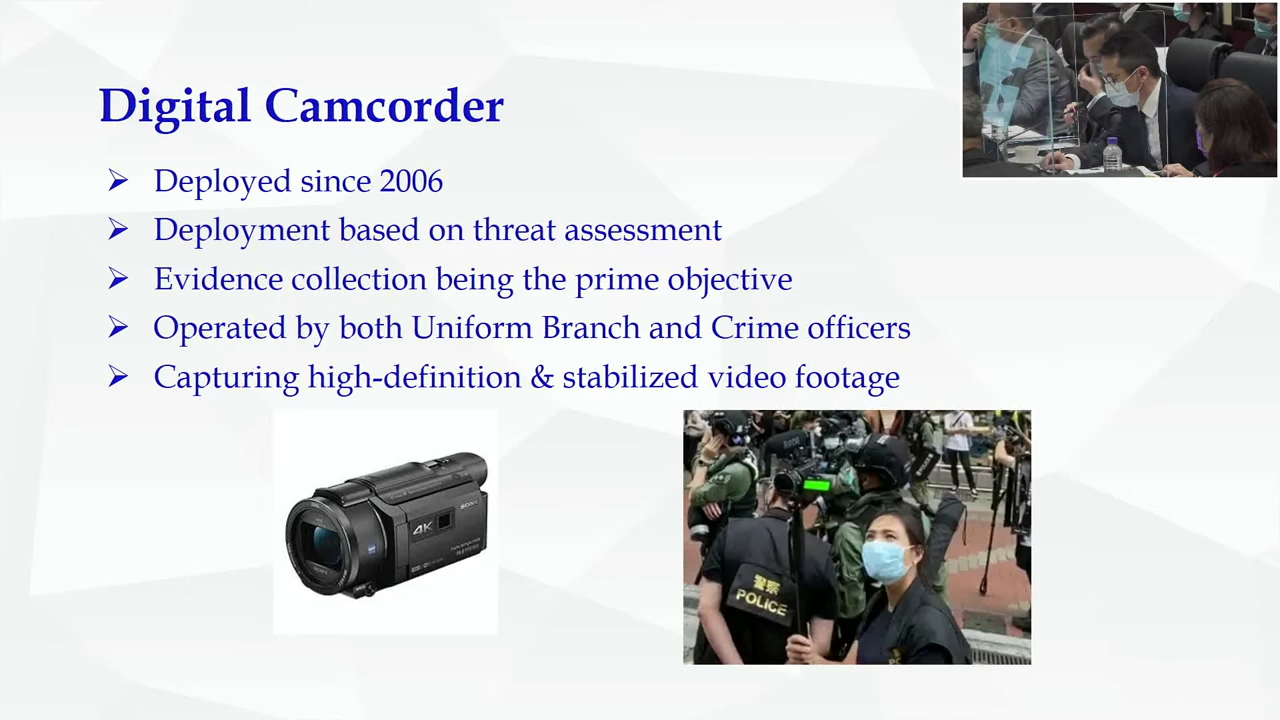 Digital Camcorder
Deployed since 2006
Deployment based on threat assessment
Evidence collection being the prime objective
Operated by both Uniform Branch and Crime officers
Capturing high-definition & stabilized video footage
SONY
4K
警察
POLICE